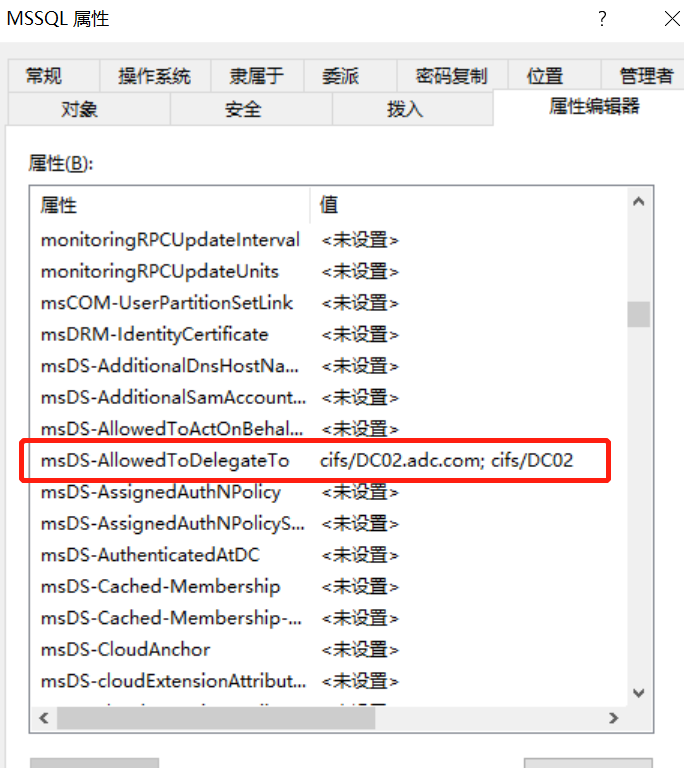 MSSQL 属性 ? ×
常规 操作系统 隶属于 委派 密码复制 位置 管理者
对象 安全 拨入 属性编辑器
属性(B):
属性 值
monitoringRPCUpdateInterval <未设置>
monitoringRPCUpdateUnits <未设置>
msCOM-UserPartitionSetLink <未设置>
msDRM-IdentityCertificate <未设置>
msDS-AdditionalDnsHostNa... <未设置>
msDS-AdditionalSamAccount... <未设置>
msDS-AllowedToActOnBehal... <未设置>
msDS-AllowedToDelegateTo cifs/DC02.adc.com; cifs/DC02
msDS-AssignedAuthNPolicy <未设置>
msDS-AssignedAuthNPolicyS... <未设置>
msDS-AuthenticatedAtDC <未设置>
msDS-Cached-Membership <未设置>
msDS-Cached-Membership-... <未设置>
msDS-CloudAnchor <未设置>
msDS-cloudExtensionAttribut... <未设置>